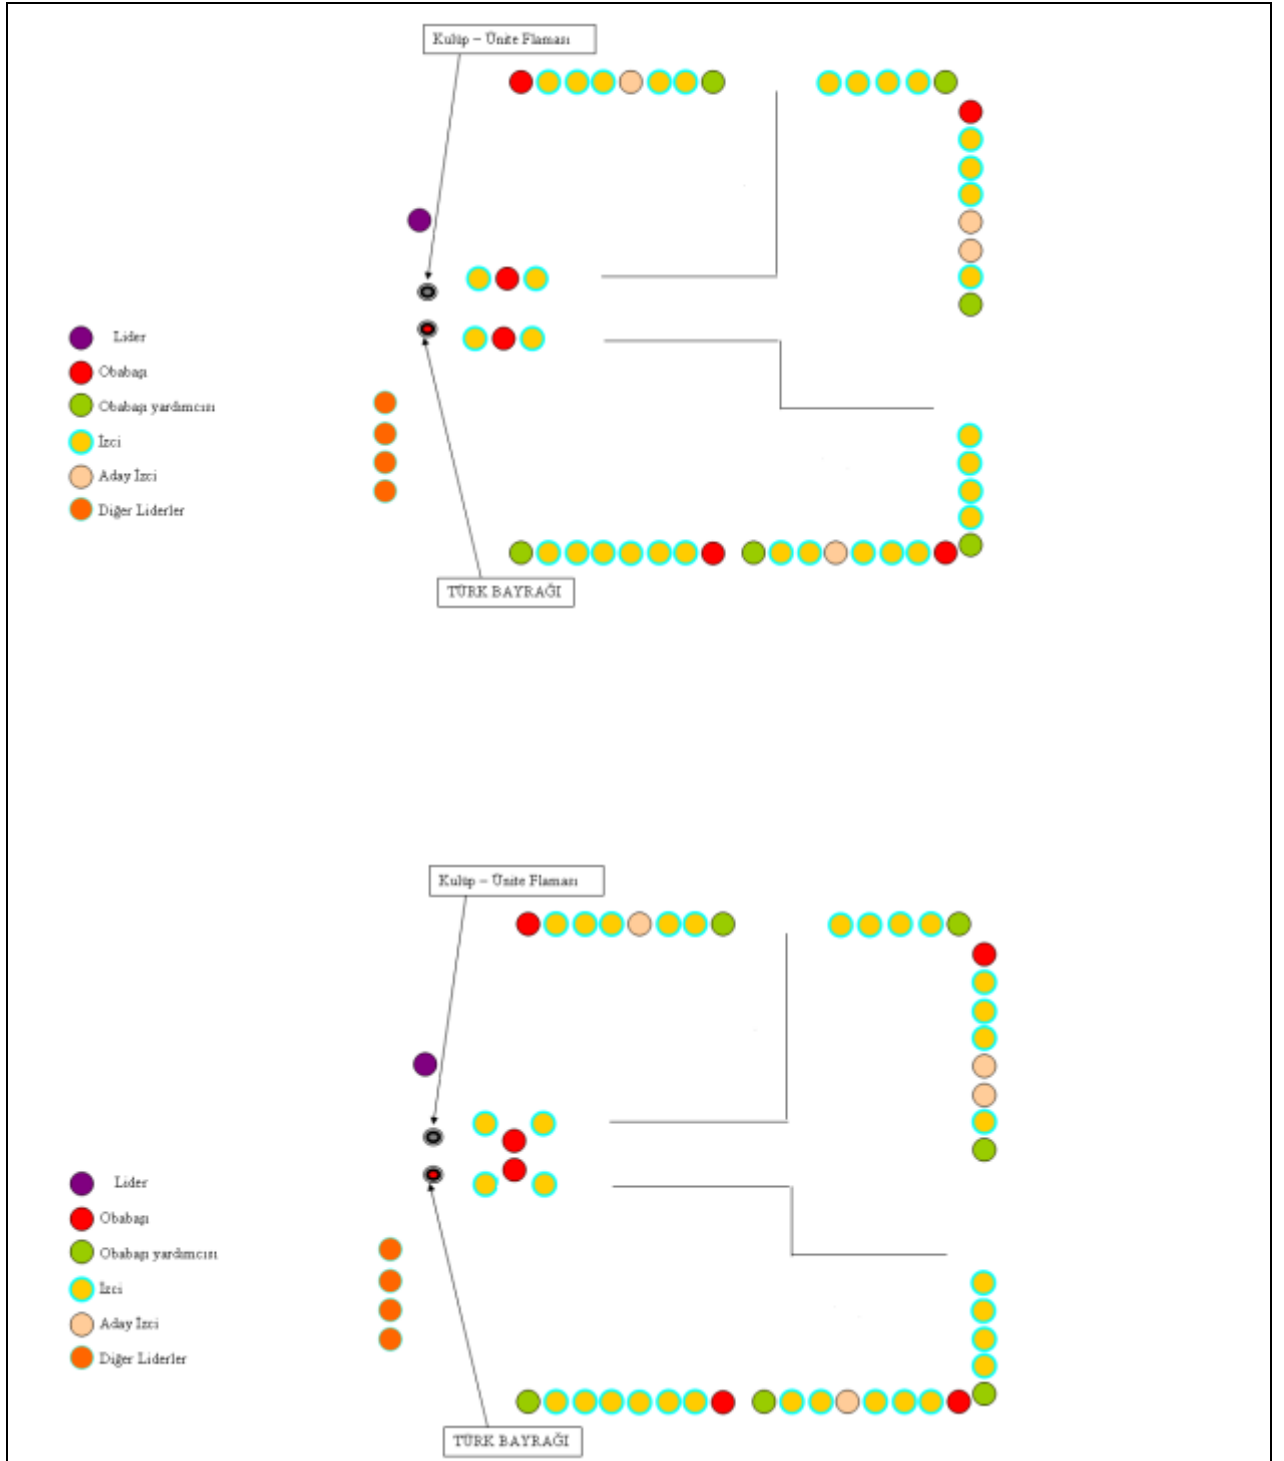 Kulüp – Ünite Flaması
Lider
Obabaşı
Obabaşı yardımcısı
İzci
Aday İzci
Diğer Liderler
TÜRK BAYRAĞI
Kulüp – Ünite Flaması
Lider
Obabaşı
Obabaşı yardımcısı
İzci
Aday İzci
Diğer Liderler
TÜRK BAYRAĞI